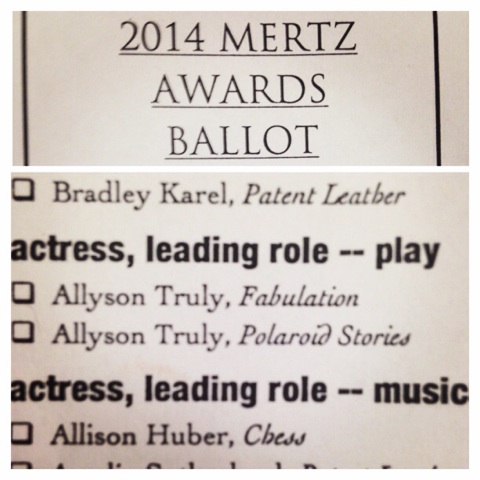 2014 MERTZ
AWARDS
BALLOT
Bradley Karel, Patent Leather
actress, leading role -- play
Allyson Truly, Fabulation
Allyson Truly, Polaroid Stories
actress, leading role -- music
Allison Huber, Chess